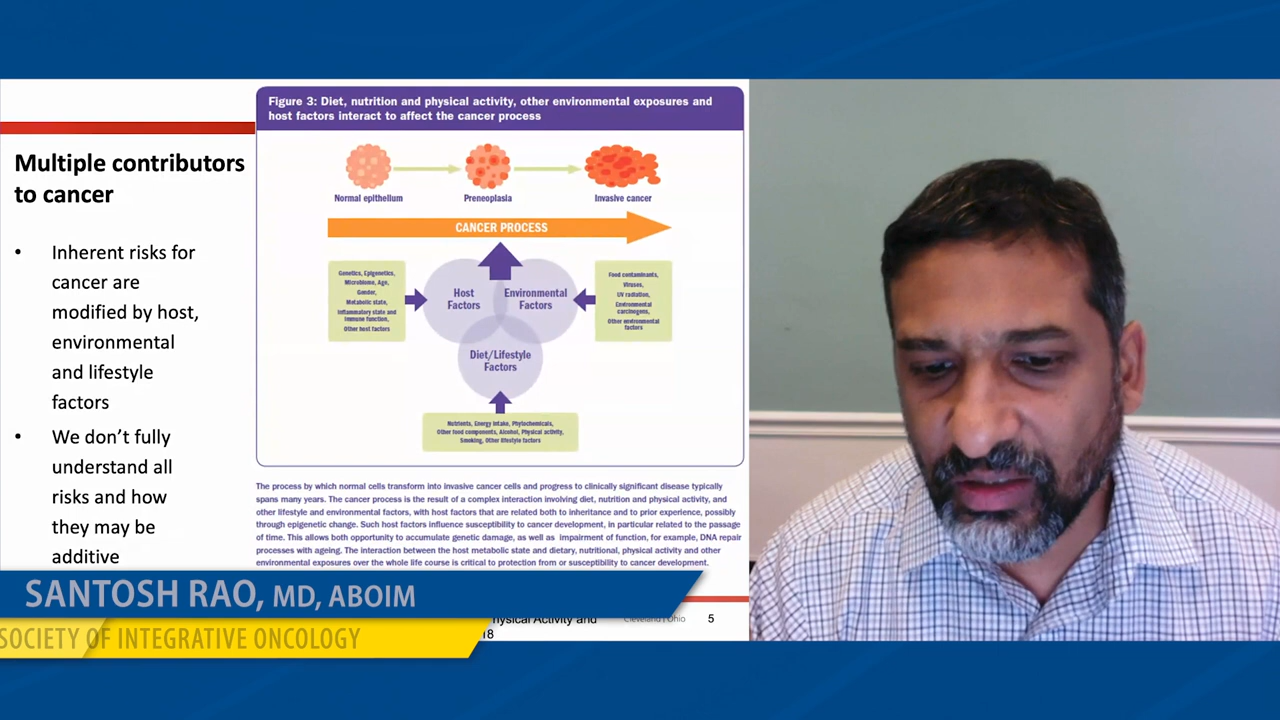 Multiple contributors
to cancer
• Inherent risks for
cancer are
modified by host,
environmental
and lifestyle
factors
• We don’t fully
understand all
risks and how
they may be
additive
Figure 3: Diet, nutrition and physical activity, other environmental exposures and
host factors interact to affect the cancer process
Normal epithelium
Preneoplasia
Invasive cancer
CANCER PROCESS
Genetics, Epigenetics,
Microbiome, Age,
Gender,
Metabolic state,
Inflammatory state and
immune function,
Other host factors
Host
Factors
Environmental
Factors
Food contaminants,
Viruses,
UV radiation,
Environmental
carcinogens,
Other environmental
factors
Diet/Lifestyle
Factors
Nutrients, Energy intake, Phytochemicals,
Other food components, Alcohol, Physical activity,
Smoking, Other lifestyle factors
The process by which normal cells transform into invasive cancer cells and progress to clinically significant disease typically
spans many years. The cancer process is the result of a complex interaction involving diet, nutrition and physical activity, and
other lifestyle and environmental factors, with host factors that are related both to inheritance and to prior experience, possibly
through epigenetic change. Such host factors influence susceptibility to cancer development, in particular related to the passage
of time. This allows both opportunity to accumulate genetic damage, as well as impairment of function, for example, DNA repair
processes with ageing. The interaction between the host metabolic state and dietary, nutritional, physical activity and other
environmental exposures over the whole life course is critical to protection from or susceptibility to cancer development.
SANTOSH RAO, MD, ABOIM
SOCIETY OF INTEGRATIVE ONCOLOGY
Activity and
18
Cleveland | Ohio
5